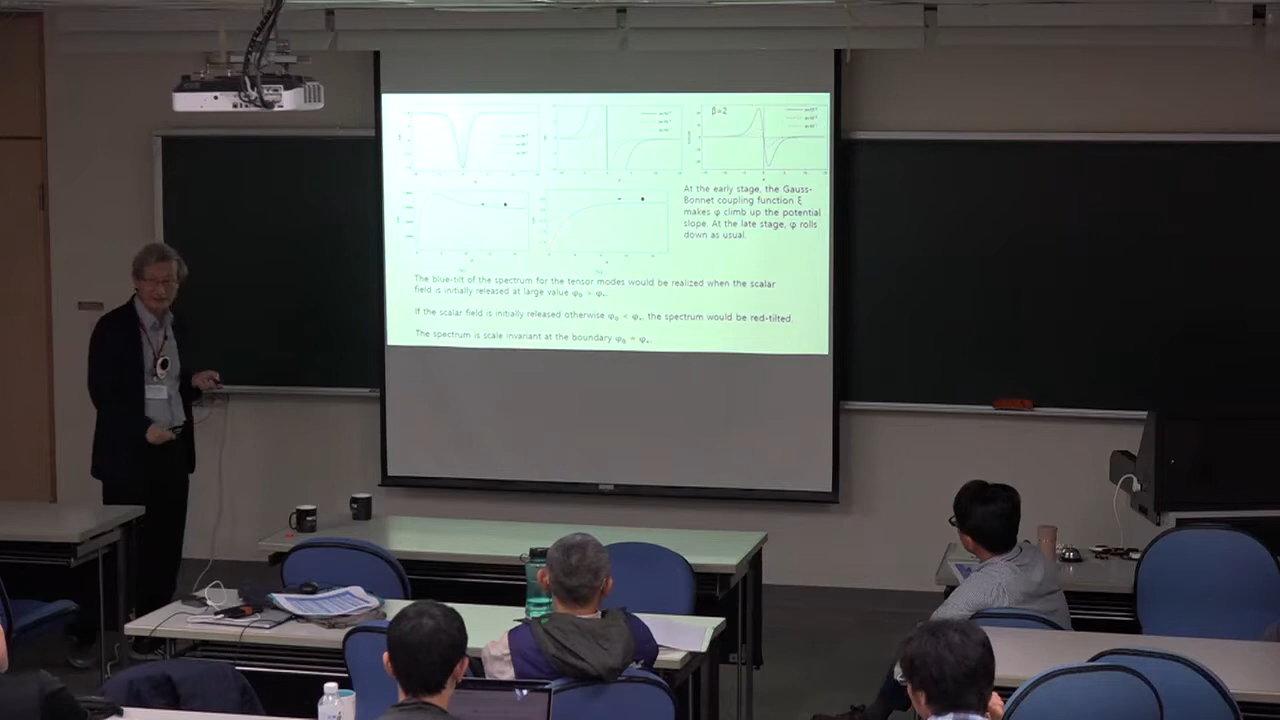 β=2
At the early stage, the Gauss-
Bonnet coupling function ξ
makes φ climb up the potential
slope. At the late stage, φ rolls
down as usual.
The blue-tilt of the spectrum for the tensor modes would be realized when the scalar
field is initially released at large value φ₀ > φ*.
If the scalar field is initially released otherwise φ₀ < φ*, the spectrum would be red-tilted.
The spectrum is scale invariant at the boundary φ₀ = φ*.